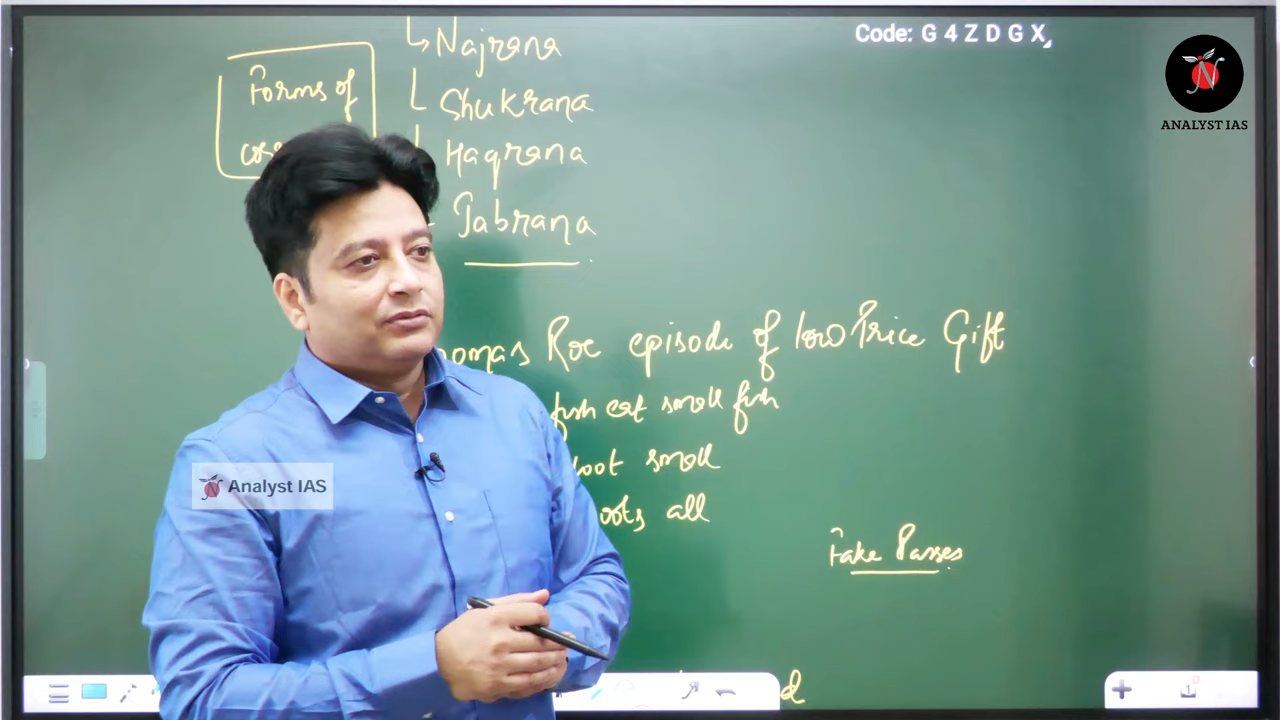 Najrana
Code: G 4 Z D G X
Forms of
Shukrana
Haqrana
Jabrana
ANALYST IAS
omas Roe episode of low Price Gift
fish eat small fish
loot small
oots all
Analyst IAS
Fake Passes